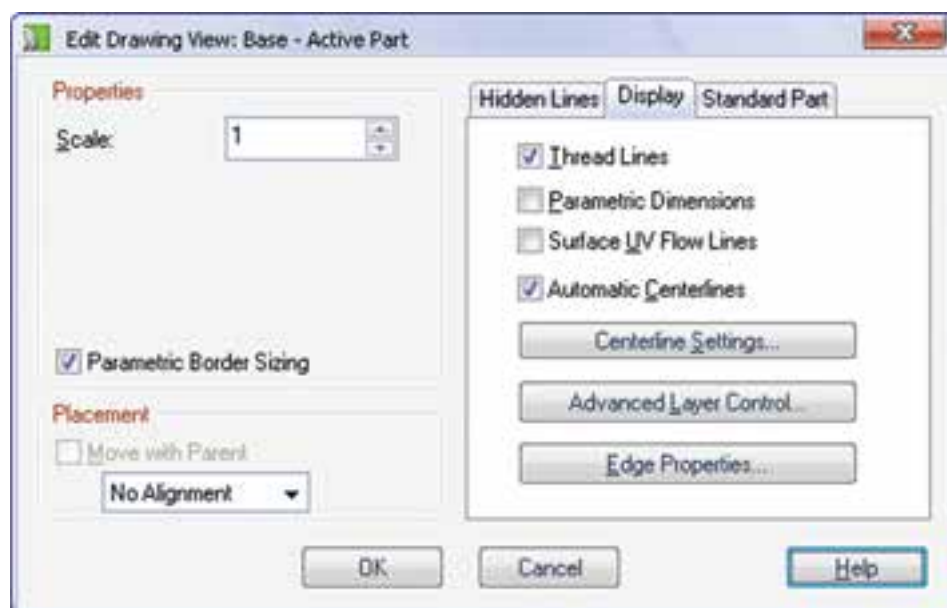 Edit Drawing View: Base - Active Part
Properties
Scale:
1
Parametric Border Sizing
Placement
Move with Parent
No Alignment
Hidden Lines
Display
Standard Part
Thread Lines
Parametric Dimensions
Surface UV Flow Lines
Automatic Centerlines
Centerline Settings...
Advanced Layer Control...
Edge Properties...
OK
Cancel
Help